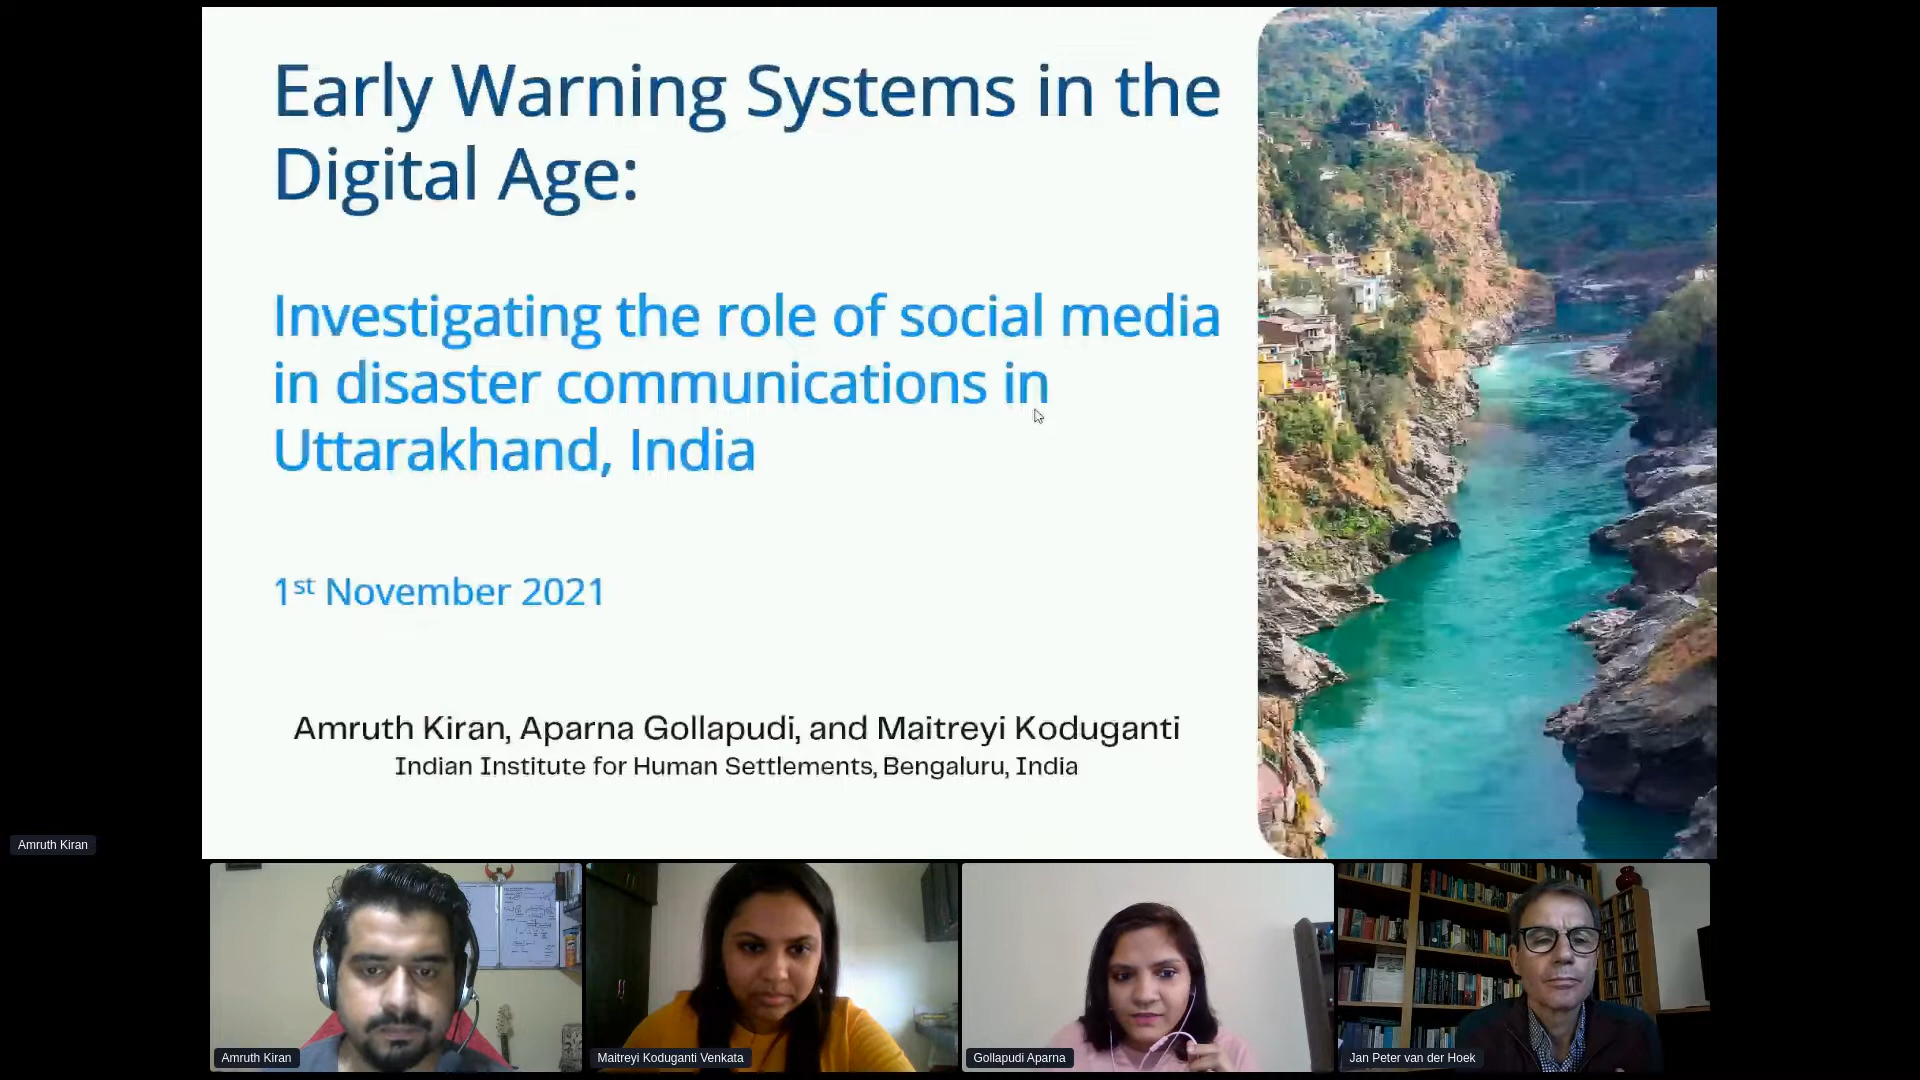 Early Warning Systems in the
Digital Age:
Investigating the role of social media
in disaster communications in
Uttarakhand, India
1st November 2021
Amruth Kiran, Aparna Gollapudi, and Maitreyi Koduganti
Indian Institute for Human Settlements, Bengaluru, India
Amruth Kiran
Amruth Kiran
Maitreyi Koduganti Venkata
Gollapudi Aparna
Jan Peter van der Hoek